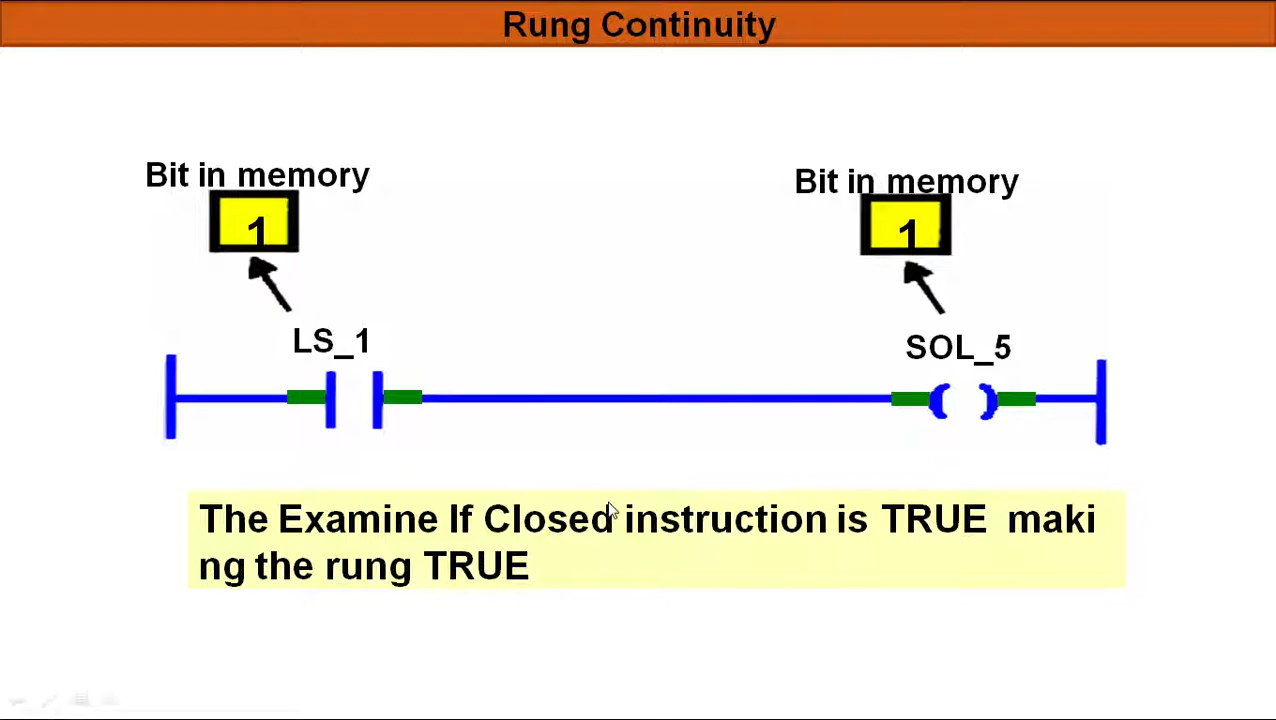 Rung Continuity
Bit in memory
Bit in memory
1
1
LS_1
SOL_5
The Examine If Closed instruction is TRUE maki
ng the rung TRUE